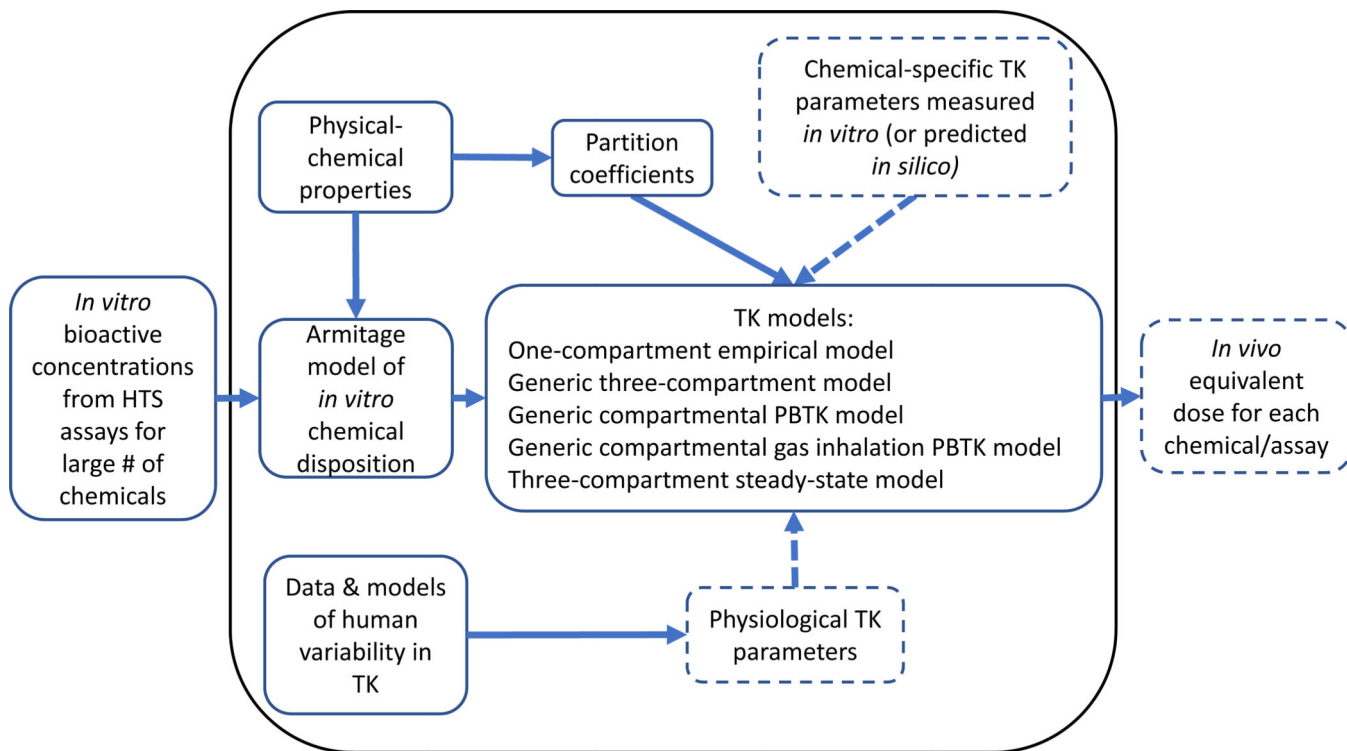 Physical-
chemical
properties
Partition
coefficients
Chemical-specific TK
parameters measured
in vitro (or predicted
in silico)
In vitro
bioactive
concentrations
from HTS
assays for
large # of
chemicals
Armitage
model of
in vitro
chemical
disposition
TK models:
One-compartment empirical model
Generic three-compartment model
Generic compartmental PBTK model
Generic compartmental gas inhalation PBTK model
Three-compartment steady-state model
In vivo
equivalent
dose for each
chemical/assay
Data & models
of human
variability in
TK
Physiological TK
parameters